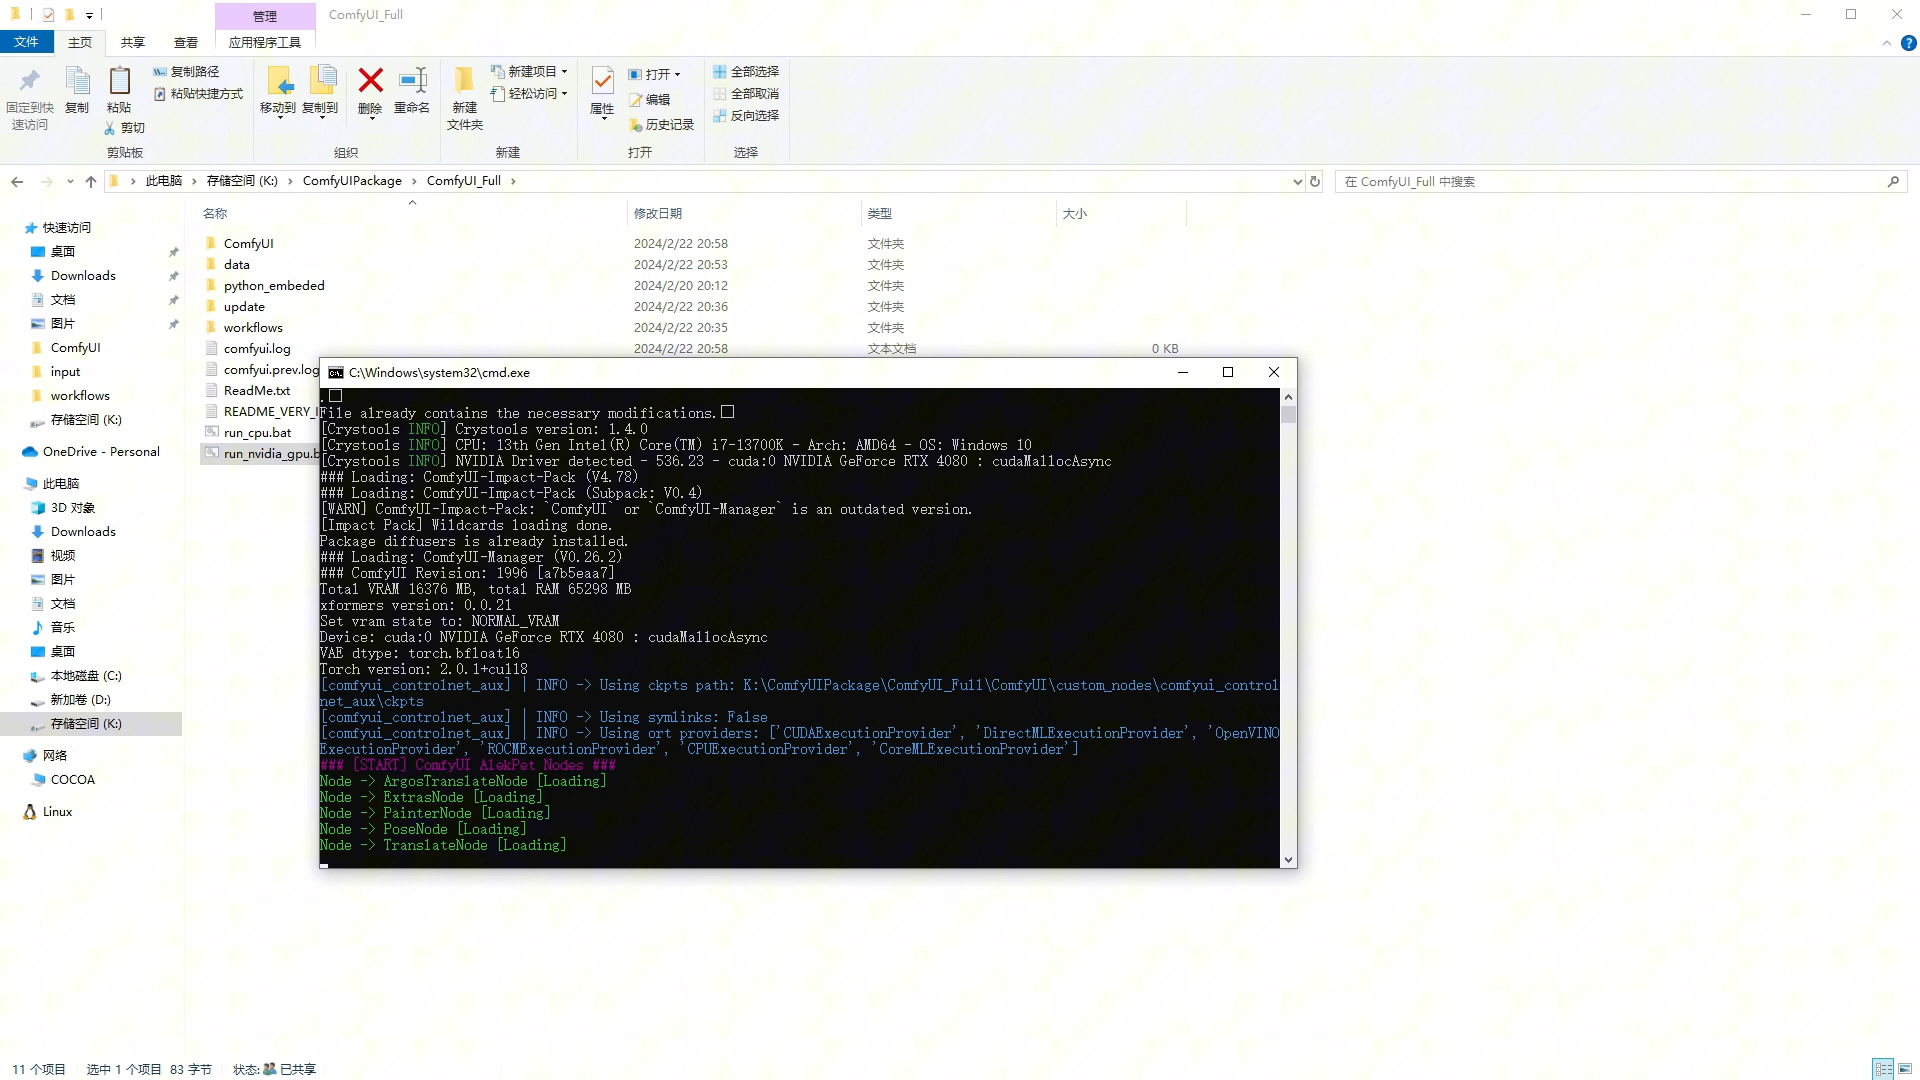 管理
ComfyUI_Full
文件
主页
共享
查看
应用程序工具
固定到快
速访问
复制
粘贴
复制路径
粘贴快捷方式
剪切
剪贴板
移动到
复制到
删除
重命名
组织
新建
文件夹
新建项目
轻松访问
新建
属性
打开
编辑
历史记录
打开
全部选择
全部取消
反向选择
选择
此电脑 › 存储空间 (K:) › ComfyUIPackage › ComfyUI_Full ›
在 ComfyUI_Full 中搜索
名称 修改日期 类型 大小
ComfyUI 2024/2/22 20:58 文件夹
data 2024/2/22 20:53 文件夹
python_embeded 2024/2/20 20:12 文件夹
update 2024/2/22 20:36 文件夹
workflows 2024/2/22 20:35 文件夹
comfyui.log 2024/2/22 20:58 文本文档 0 KB
comfyui.prev.log
ReadMe.txt
README_VERY_I
run_cpu.bat
run_nvidia_gpu.b
快速访问
桌面
Downloads
文档
图片
ComfyUI
input
workflows
存储空间 (K:)
OneDrive - Personal
此电脑
3D 对象
Downloads
视频
图片
文档
音乐
桌面
本地磁盘 (C:)
新加卷 (D:)
存储空间 (K:)
网络
COCOA
Linux
C:\Windows\system32\cmd.exe
.
File already contains the necessary modifications.
[Crystools INFO] Crystools version: 1.4.0
[Crystools INFO] CPU: 13th Gen Intel(R) Core(TM) i7-13700K - Arch: AMD64 - OS: Windows 10
[Crystools INFO] NVIDIA Driver detected - 536.23 - cuda:0 NVIDIA GeForce RTX 4080 : cudaMallocAsync
### Loading: ComfyUI-Impact-Pack (V4.78)
### Loading: ComfyUI-Impact-Pack (Subpack: V0.4)
[WARN] ComfyUI-Impact-Pack: `ComfyUI` or `ComfyUI-Manager` is an outdated version.
[Impact Pack] Wildcards loading done.
Package diffusers is already installed.
### Loading: ComfyUI-Manager (V0.26.2)
### ComfyUI Revision: 1996 [a7b5eaa7]
Total VRAM 16376 MB, total RAM 65298 MB
xformers version: 0.0.21
Set vram state to: NORMAL_VRAM
Device: cuda:0 NVIDIA GeForce RTX 4080 : cudaMallocAsync
VAE dtype: torch.bfloat16
Torch version: 2.0.1+cu118
[comfyui_controlnet_aux] | INFO -> Using ckpts path: K:\ComfyUIPackage\ComfyUI_Full\ComfyUI\custom_nodes\comfyui_control
net_aux\ckpts
[comfyui_controlnet_aux] | INFO -> Using symlinks: False
[comfyui_controlnet_aux] | INFO -> Using ort providers: ['CUDAExecutionProvider', 'DirectMLExecutionProvider', 'OpenVINO
ExecutionProvider', 'ROCMExecutionProvider', 'CPUExecutionProvider', 'CoreMLExecutionProvider']
### [START] ComfyUI AlekPet Nodes ###
Node -> ArgosTranslateNode [Loading]
Node -> ExtrasNode [Loading]
Node -> PainterNode [Loading]
Node -> PoseNode [Loading]
Node -> TranslateNode [Loading]
11 个项目 选中 1 个项目 83 字节 状态: 已共享